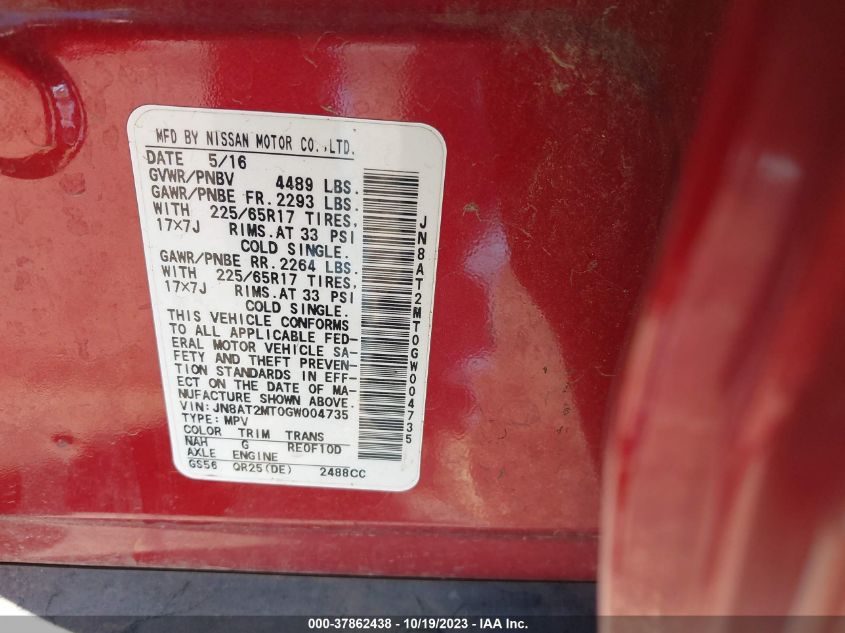 MFD BY NISSAN MOTOR CO.,LTD.
DATE 5/16
GVWR/PNBV 4489 LBS.
GAWR/PNBE FR. 2293 LBS.
WITH 225/65R17 TIRES,
17×7J RIMS. AT 33 PSI
COLD SINGLE.
GAWR/PNBE RR. 2264 LBS.
WITH 225/65R17 TIRES,
17×7J RIMS. AT 33 PSI
COLD SINGLE.
THIS VEHICLE CONFORMS
TO ALL APPLICABLE FED-
ERAL MOTOR VEHICLE SA-
FETY AND THEFT PREVEN-
TION STANDARDS IN EFF-
ECT ON THE DATE OF MA-
NUFACTURE SHOWN ABOVE.
VIN: JN8AT2MT0GW004735
TYPE: MPV
COLOR TRIM TRANS
NAH G RE0F10D
AXLE ENGINE
GS56 QR25(DE) 2488CC
JN8AT2MT0GW004735
000-37862438 - 10/19/2023 - IAA Inc.